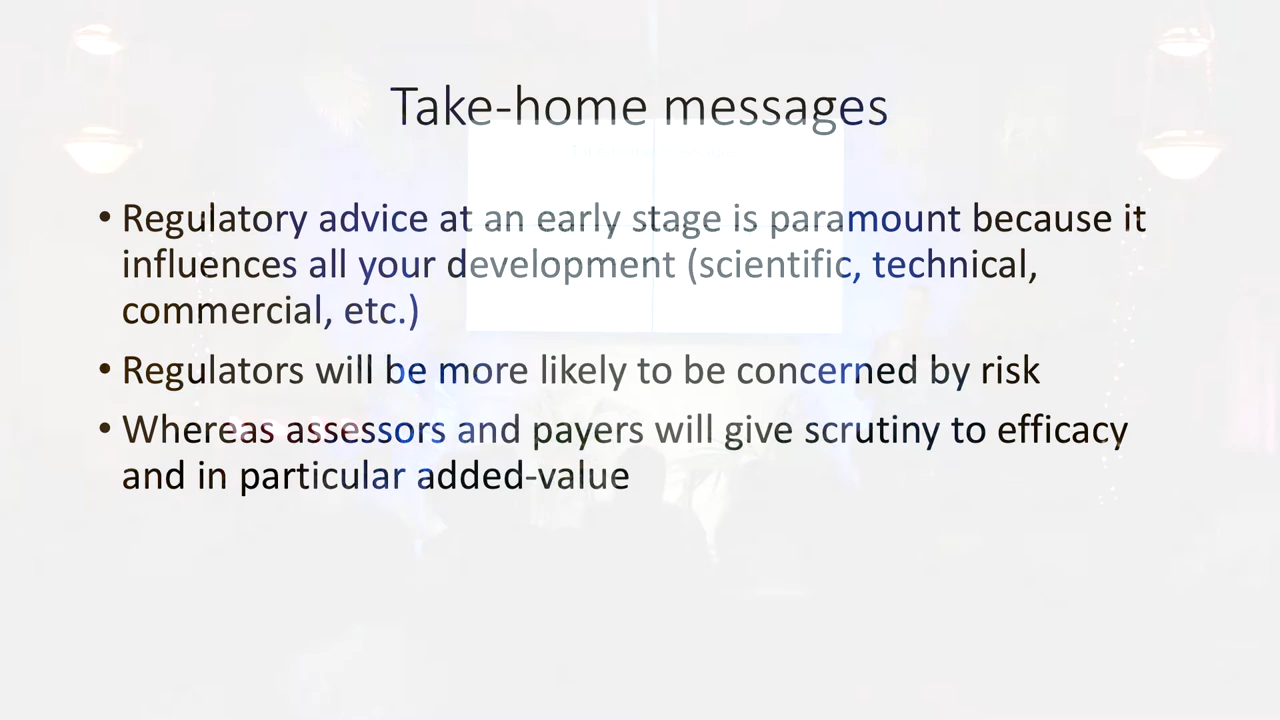 Take-home messages
• Regulatory advice at an early stage is paramount because it
influences all your development (scientific, technical,
commercial, etc.)
• Regulators will be more likely to be concerned by risk
• Whereas assessors and payers will give scrutiny to efficacy
and in particular added-value